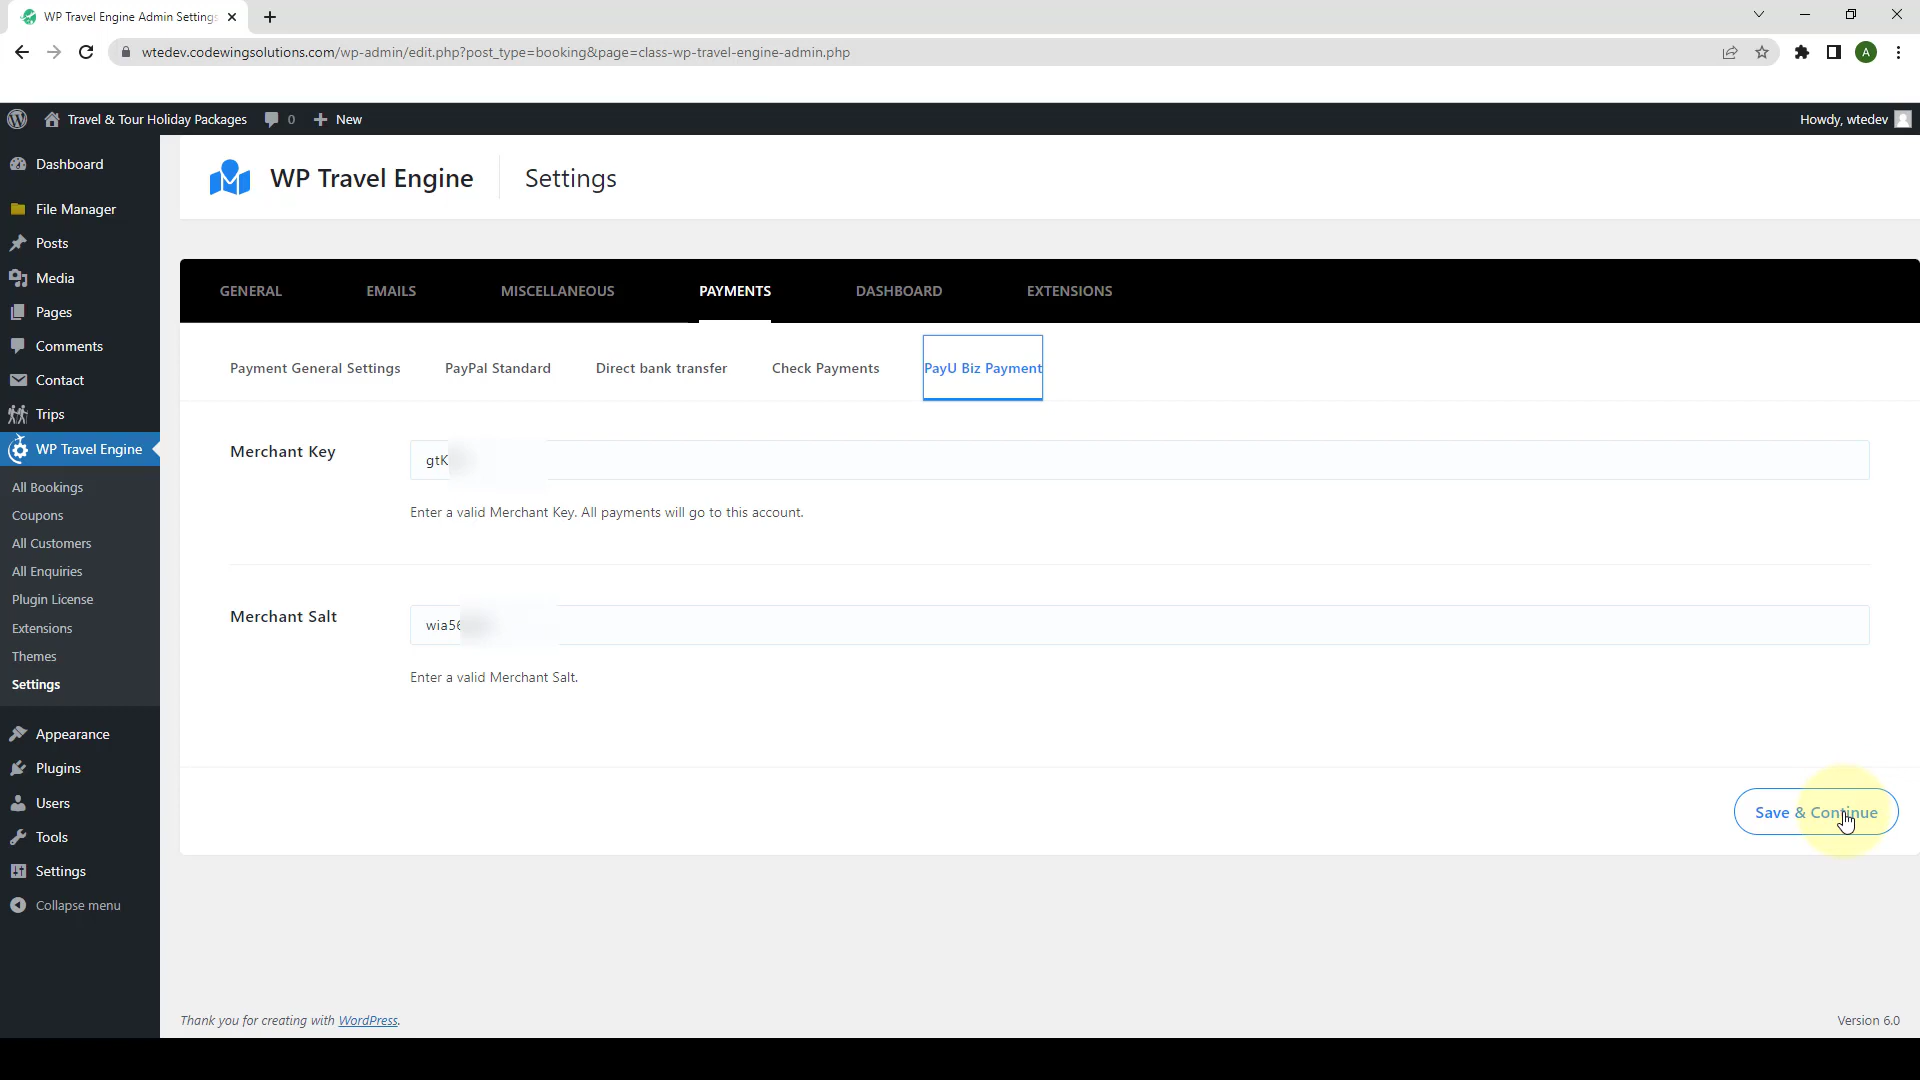 WP Travel Engine Admin Settings
wtedev.codewingsolutions.com/wp-admin/edit.php?post_type=booking&page=class-wp-travel-engine-admin.php
A
Travel & Tour Holiday Packages
0
New
Howdy, wtedev
Dashboard
File Manager
Posts
Media
Pages
Comments
Contact
Trips
WP Travel Engine
All Bookings
Coupons
All Customers
All Enquiries
Plugin License
Extensions
Themes
Settings
Appearance
Plugins
Users
Tools
Settings
Collapse menu
WP Travel Engine
Settings
GENERAL
EMAILS
MISCELLANEOUS
PAYMENTS
DASHBOARD
EXTENSIONS
Payment General Settings
PayPal Standard
Direct bank transfer
Check Payments
PayU Biz Payment
Merchant Key
gtK
Enter a valid Merchant Key. All payments will go to this account.
Merchant Salt
wia56
Enter a valid Merchant Salt.
Save & Continue
Thank you for creating with WordPress.
Version 6.0